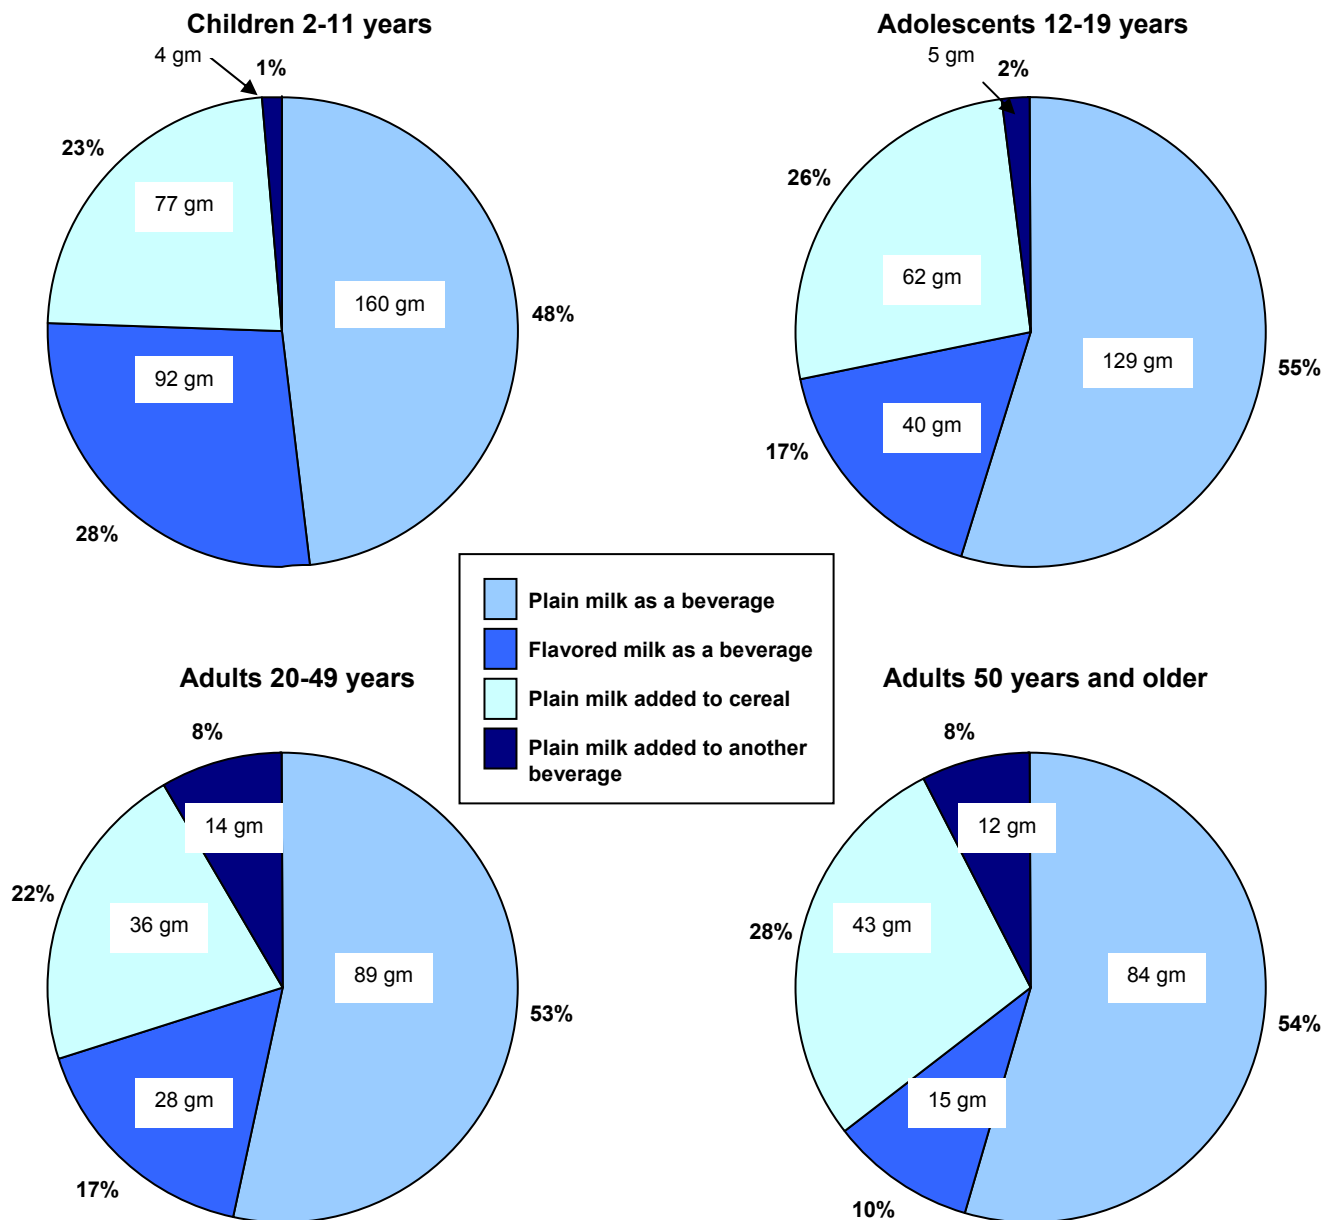 Children 2-11 years
4 gm
1%
23%
77 gm
160 gm
48%
92 gm
28%
Adolescents 12-19 years
5 gm
2%
26%
62 gm
129 gm
55%
40 gm
17%
Plain milk as a beverage
Flavored milk as a beverage
Plain milk added to cereal
Plain milk added to another
beverage
Adults 20-49 years
8%
14 gm
22%
36 gm
89 gm
53%
28 gm
17%
Adults 50 years and older
8%
12 gm
28%
43 gm
84 gm
54%
15 gm
10%